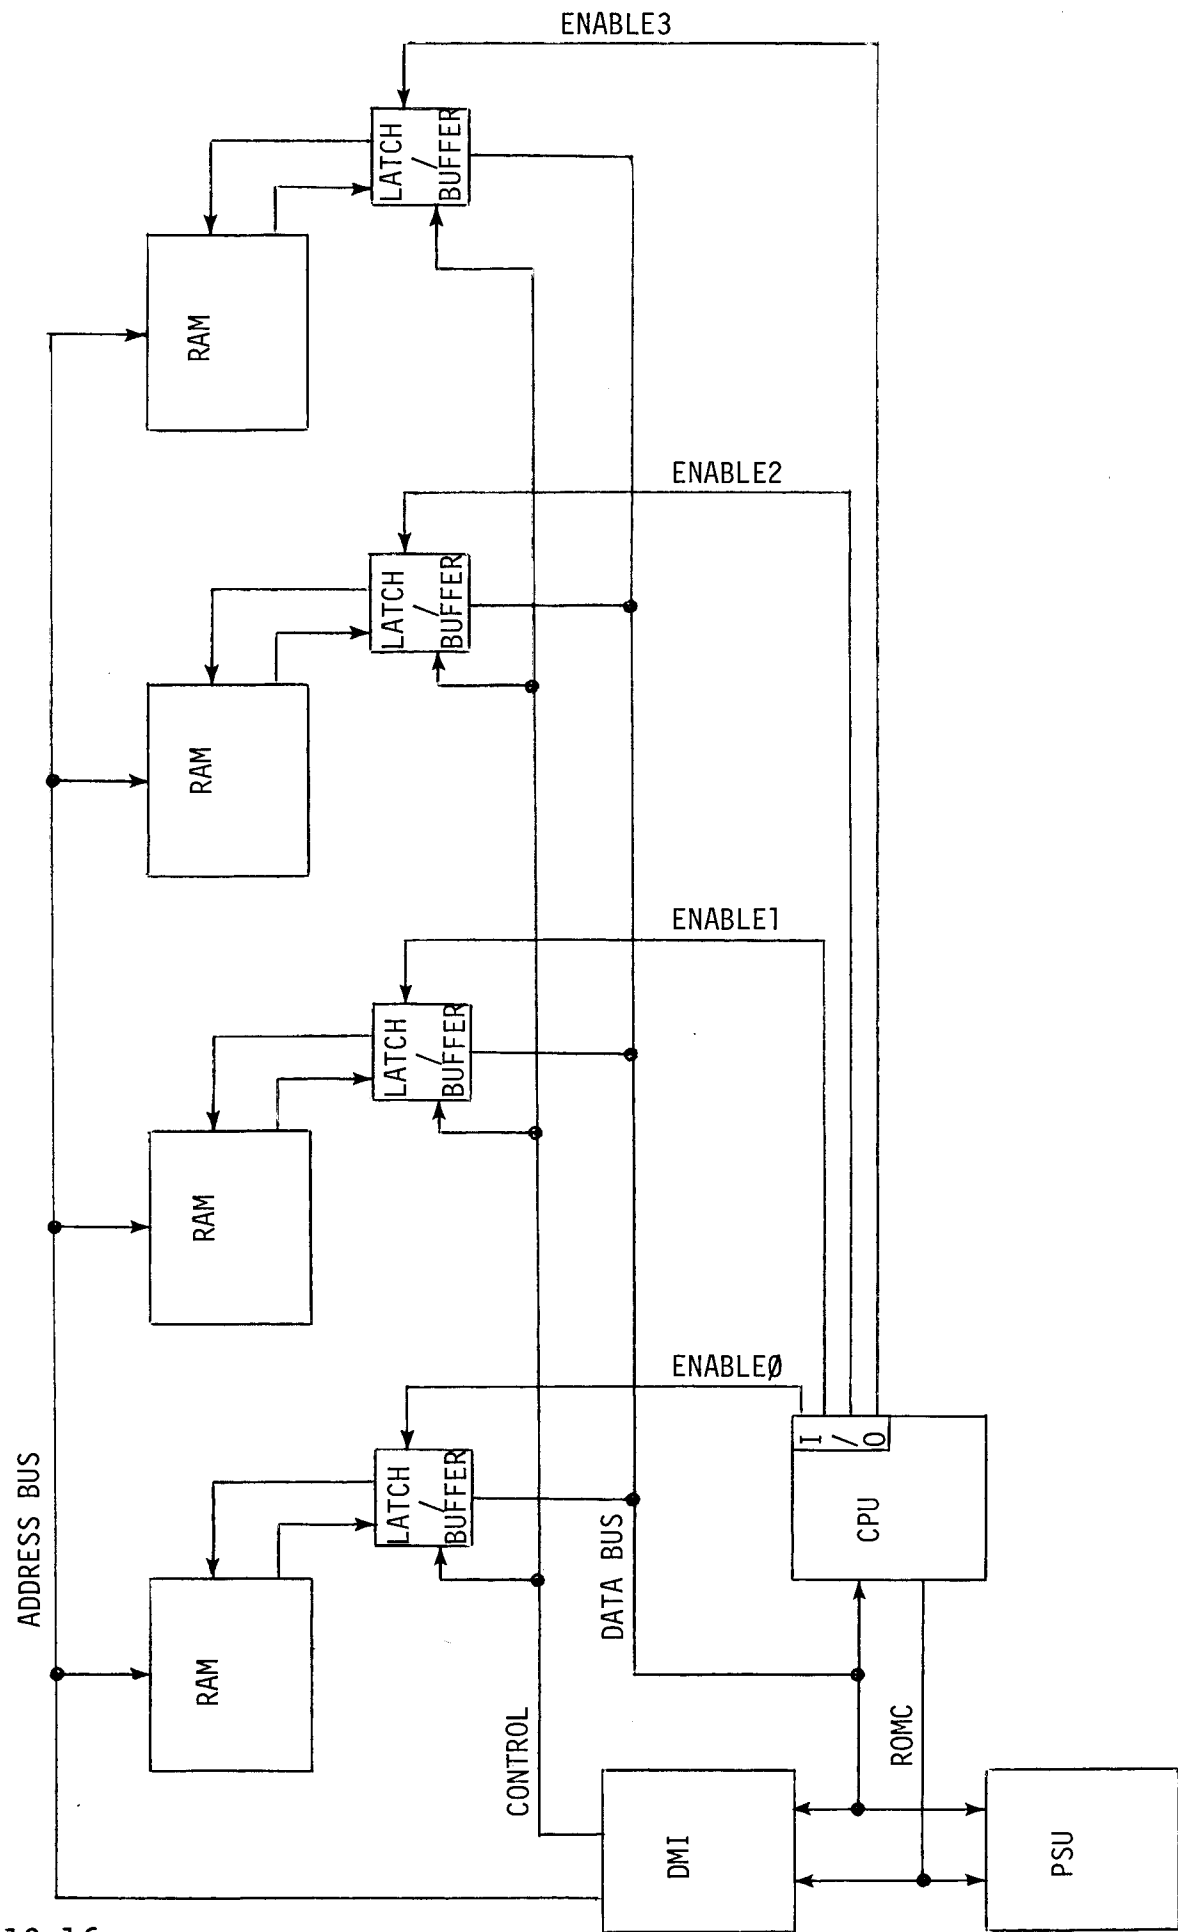 ENABLE3
LATCH
/
BUFFER
RAM
ENABLE2
LATCH
/
BUFFER
RAM
ENABLE1
LATCH
/
BUFFER
RAM
ENABLEØ
LATCH
/
BUFFER
RAM
ADDRESS BUS
DATA BUS
CONTROL
I/O
CPU
ROMC
DMI
PSU